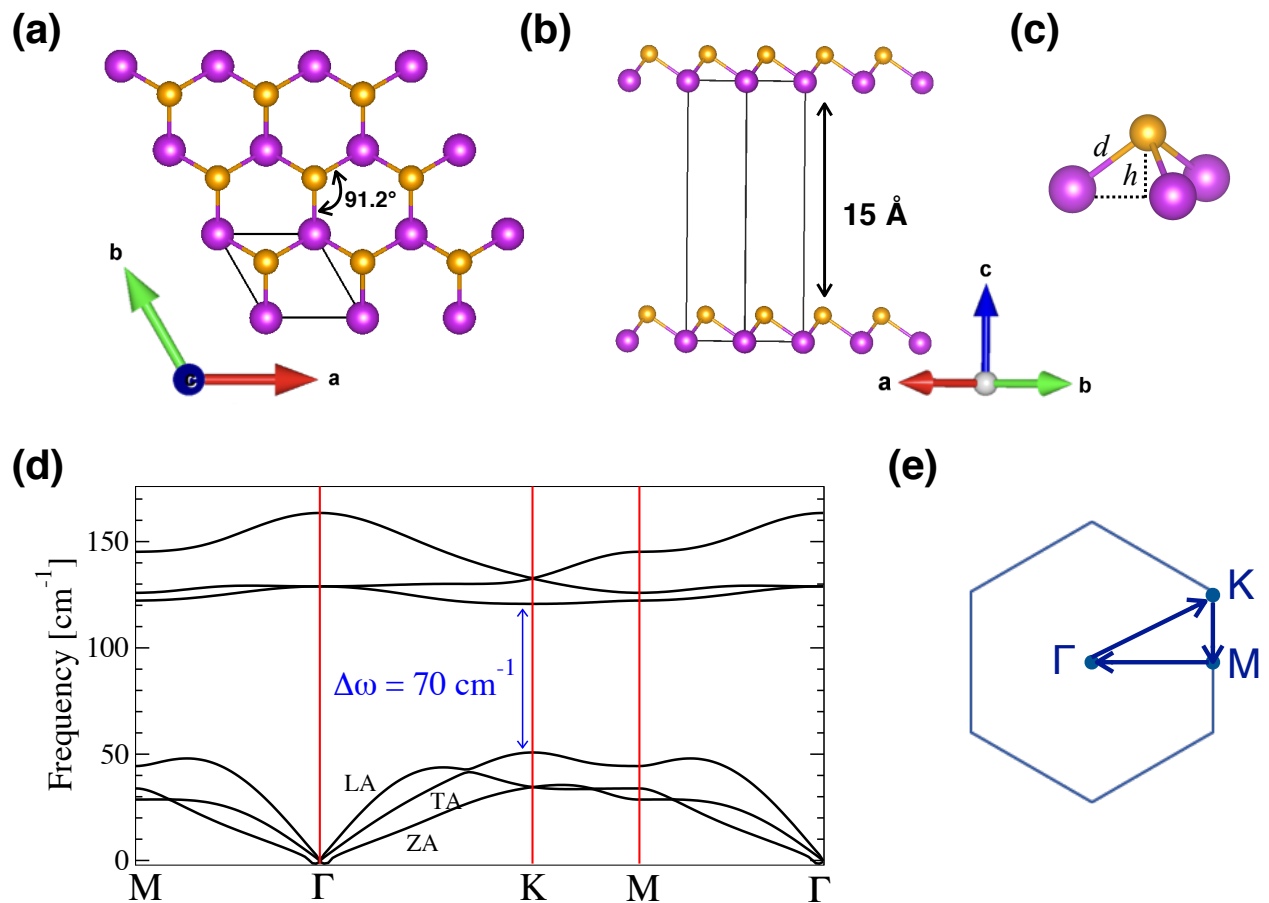 (a)
91.2°
b
c
a
(b)
15 Å
c
a
b
(c)
d
h
(d)
Frequency [cm⁻¹]
150
100
50
0
Δω = 70 cm⁻¹
LA
TA
ZA
M
Γ
K
M
Γ
(e)
K
Γ
M